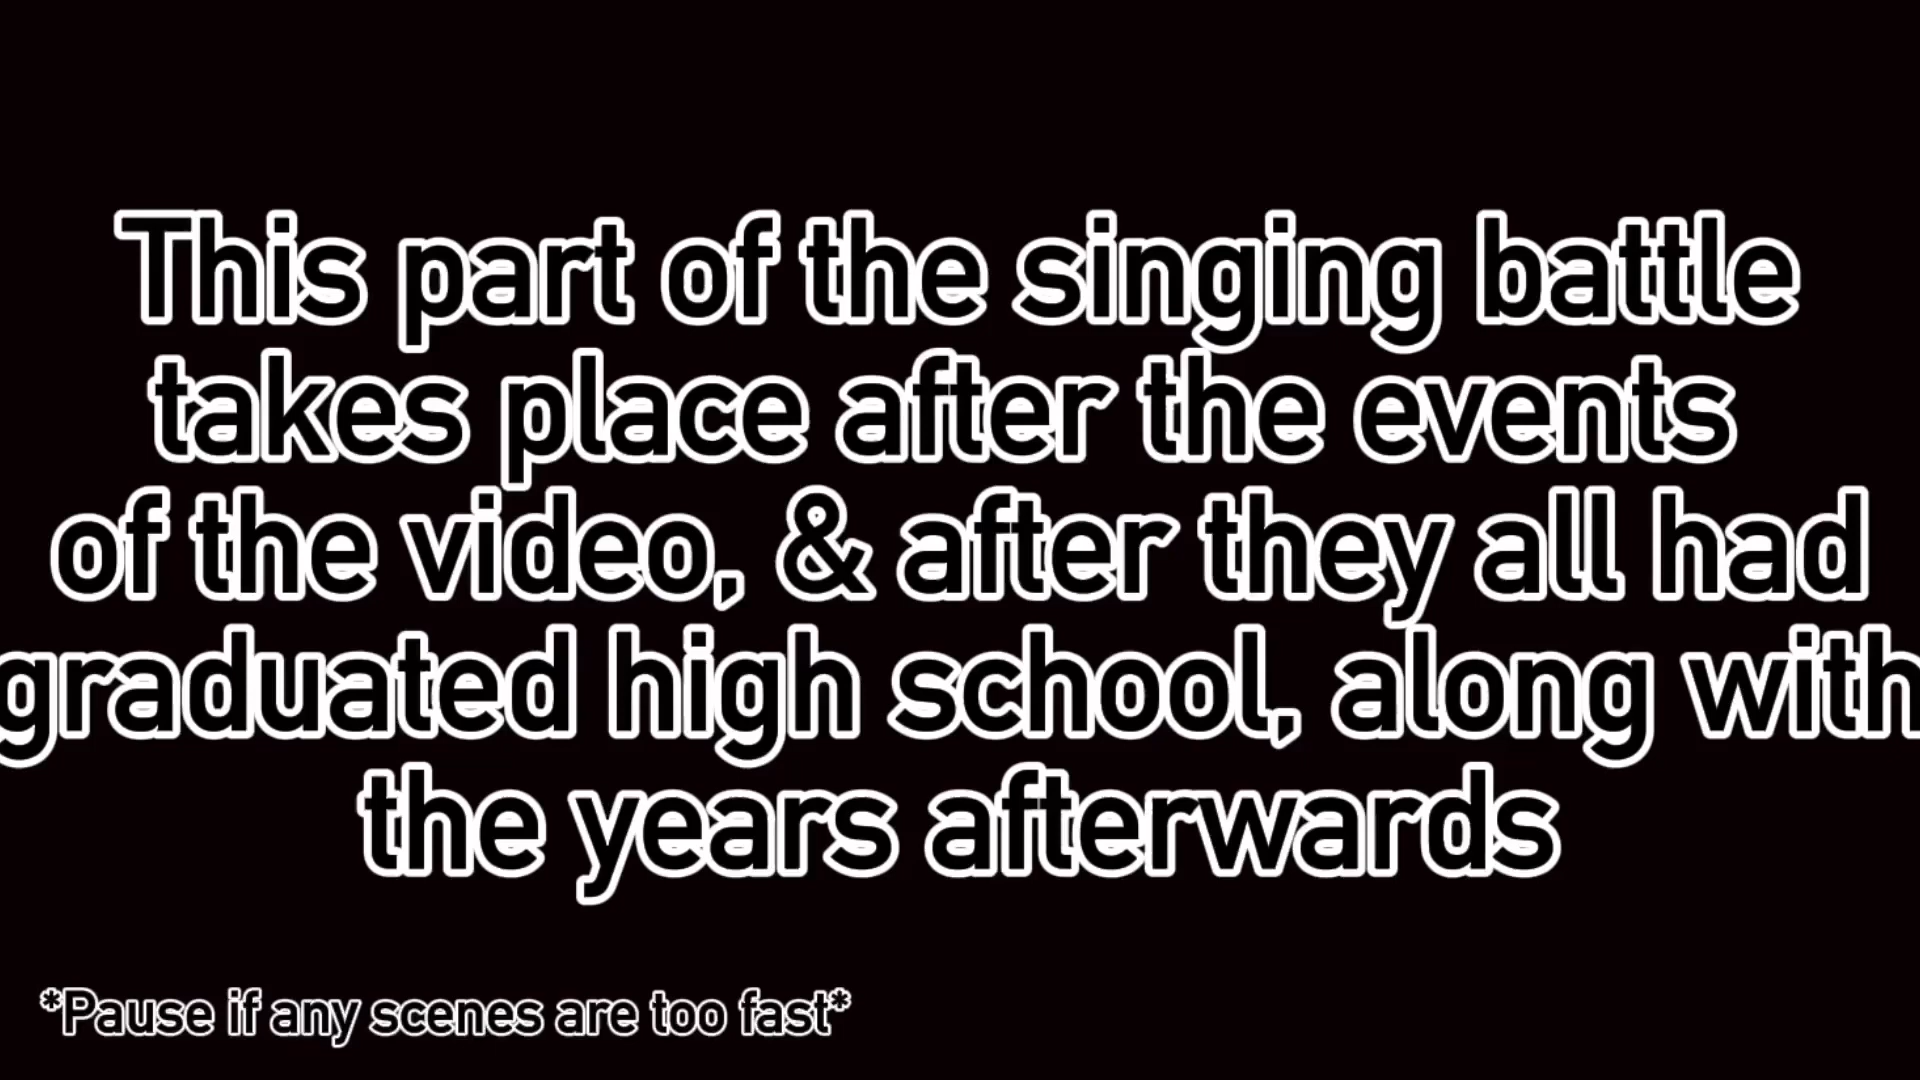 This part of the singing battle
takes place after the events
of the video, & after they all had
graduated high school, along with
the years afterwards
*Pause if any scenes are too fast*